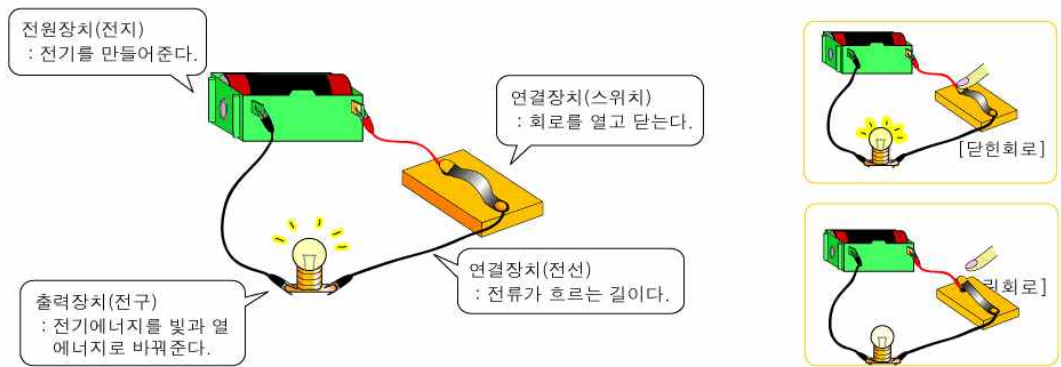 전원장치(전지)
: 전기를 만들어준다.
연결장치(스위치)
: 회로를 열고 닫는다.
연결장치(전선)
: 전류가 흐르는 길이다.
출력장치(전구)
: 전기에너지를 빛과 열
에너지로 바꿔준다.
[닫힌회로]
회로]